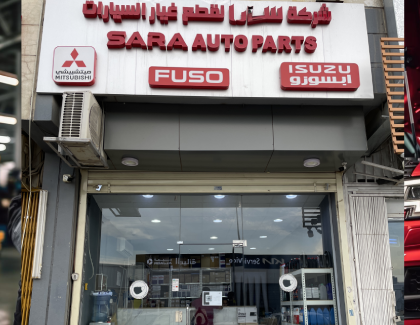 شركة سارا لقطع غيار السيارات
SARA AUTO PARTS
ميتسوبيشي
MITSUBISHI
FUSO
ISUZU
ايسوزو